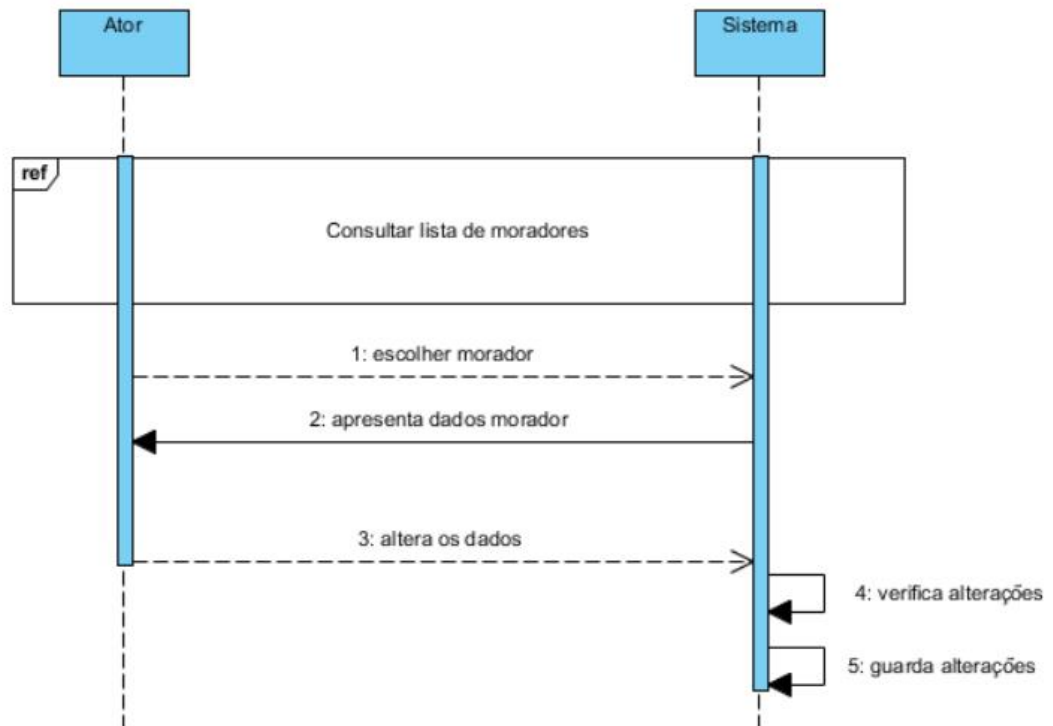 Ator
Sistema
ref
Consultar lista de moradores
1: escolher morador
2: apresenta dados morador
3: altera os dados
4: verifica alterações
5: guarda alterações